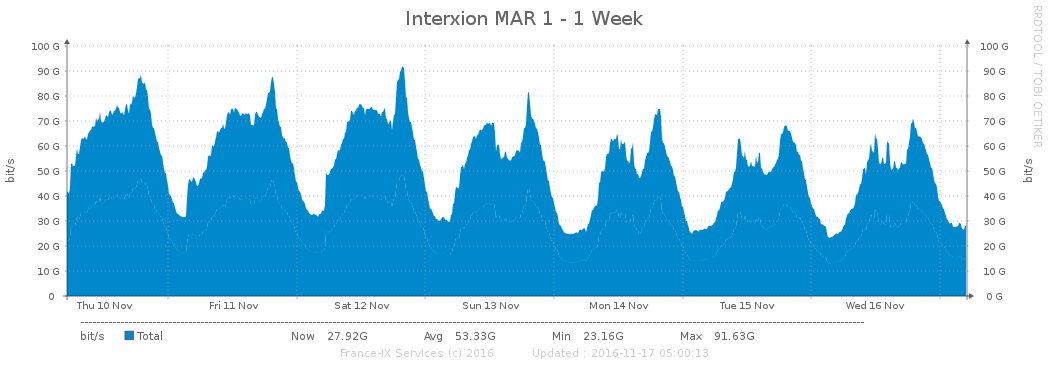 Interxion MAR 1 - 1 Week
RRDTOOL / TOBI OETIKER
100 G 100 G
90 G 90 G
80 G 80 G
70 G 70 G
60 G 60 G
50 G 50 G
40 G 40 G
30 G 30 G
20 G 20 G
10 G 10 G
0 0 G
bit/s bit/s
Thu 10 Nov Fri 11 Nov Sat 12 Nov Sun 13 Nov Mon 14 Nov Tue 15 Nov Wed 16 Nov
bit/s Total Now 27.92G Avg 53.33G Min 23.16G Max 91.63G
France-IX Services (c) 2016 Updated : 2016-11-17 05:00:13